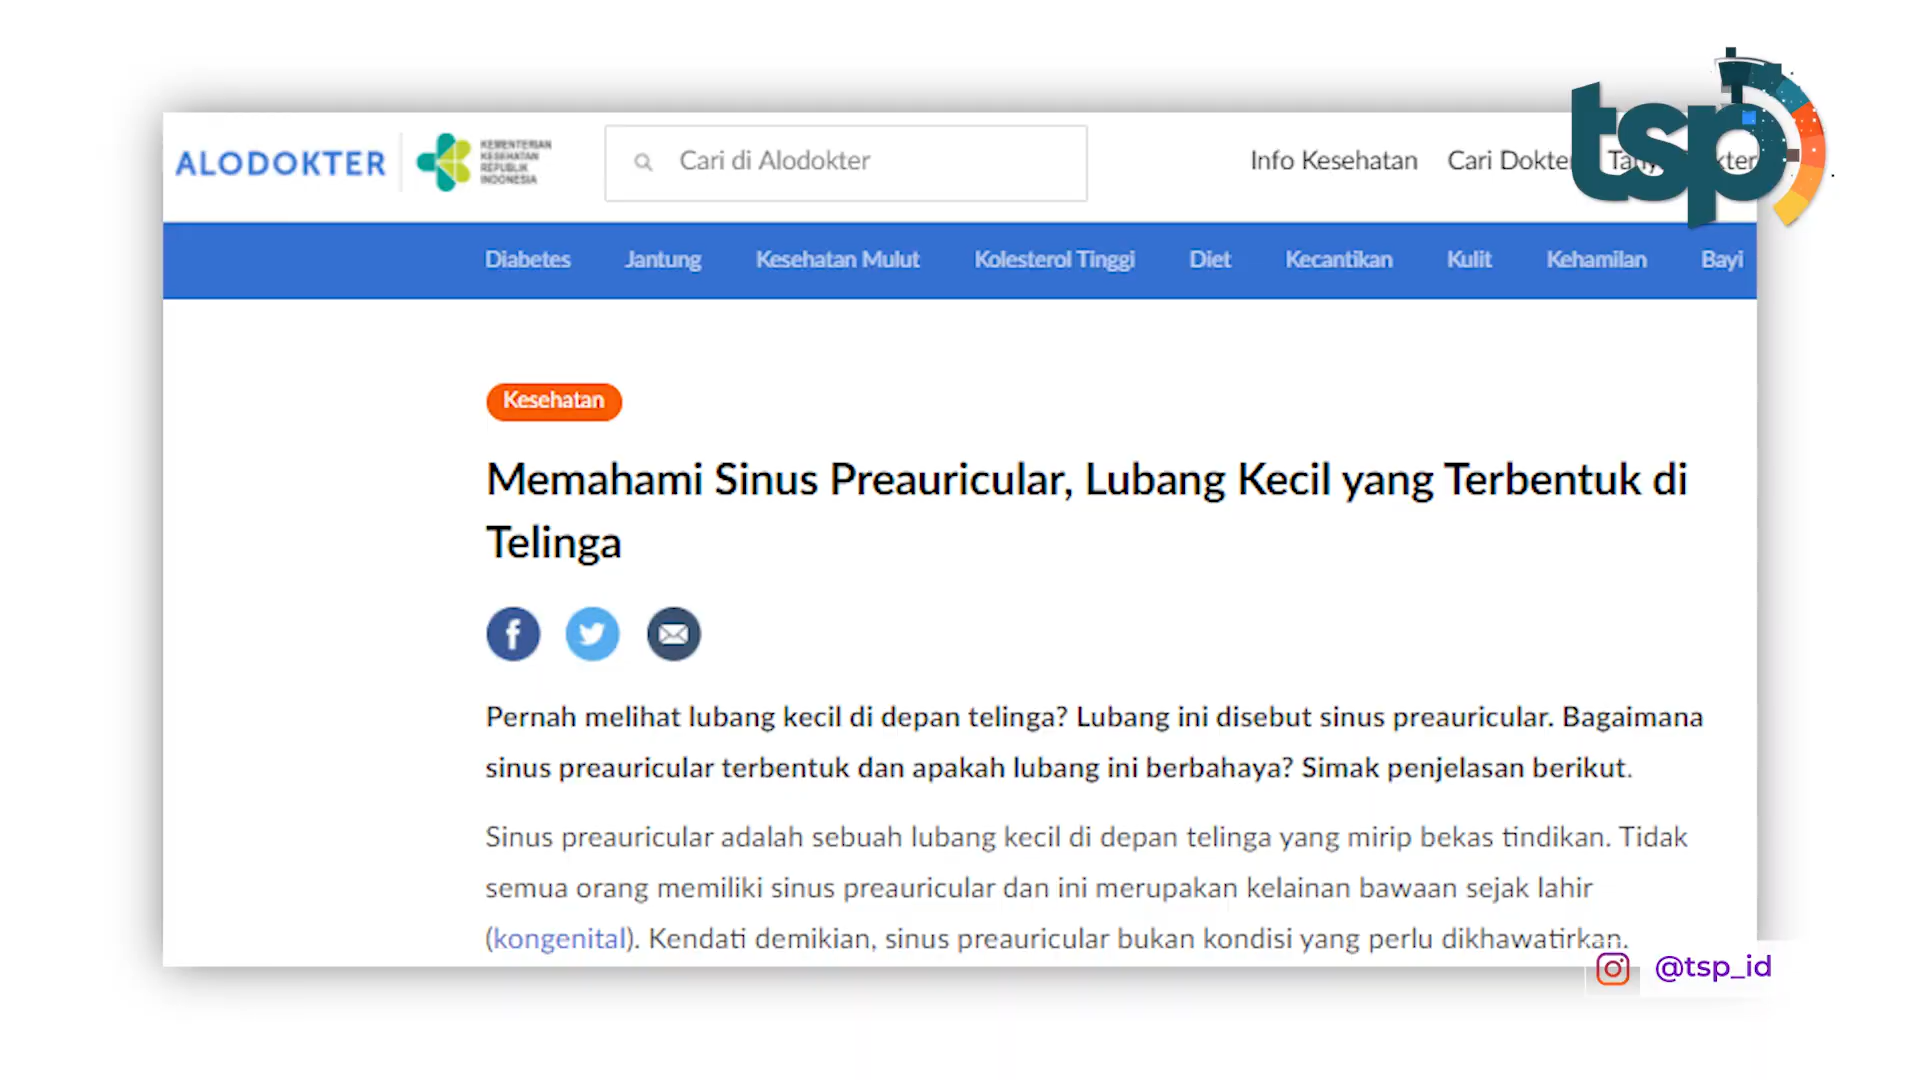 ALODOKTER
KEMENTERIAN
KESEHATAN
REPUBLIK
INDONESIA
Cari di Alodokter
Info Kesehatan
tsp
Diabetes Jantung Kesehatan Mulut Kolesterol Tinggi Diet Kecantikan Kulit Kehamilan Bayi
Kesehatan
Memahami Sinus Preauricular, Lubang Kecil yang Terbentuk di
Telinga
Pernah melihat lubang kecil di depan telinga? Lubang ini disebut sinus preauricular. Bagaimana
sinus preauricular terbentuk dan apakah lubang ini berbahaya? Simak penjelasan berikut.
Sinus preauricular adalah sebuah lubang kecil di depan telinga yang mirip bekas tindikan. Tidak
semua orang memiliki sinus preauricular dan ini merupakan kelainan bawaan sejak lahir
(kongenital). Kendati demikian, sinus preauricular bukan kondisi yang perlu dikhawatirkan.
@tsp_id